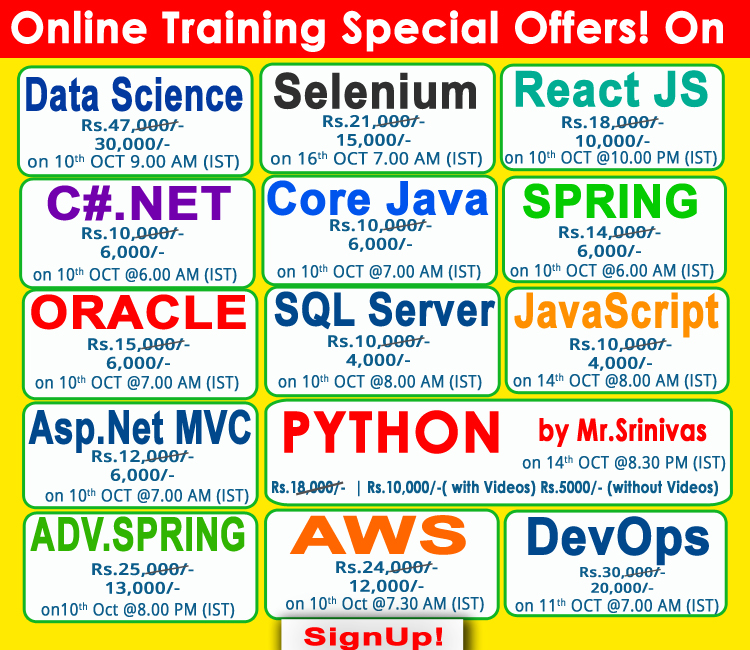 Online Training Special Offers! On
Data Science
Rs.47,000/-
30,000/-
on 10th OCT 9.00 AM (IST)
Selenium
Rs.21,000/-
15,000/-
on 16th OCT 7.00 AM (IST)
React JS
Rs.18,000/-
10,000/-
on 10th OCT @10.00 PM (IST)
C#.NET
Rs.10,000/-
6,000/-
on 10th OCT @6.00 AM (IST)
Core Java
Rs.10,000/-
6,000/-
on 10th OCT @7.00 AM (IST)
SPRING
Rs.14,000/-
6,000/-
on 10th OCT @6.00 AM (IST)
ORACLE
Rs.15,000/-
6,000/-
on 10th OCT @7.00 AM (IST)
SQL Server
Rs.10,000/-
4,000/-
on 10th OCT @8.00 AM (IST)
JavaScript
Rs.10,000/-
4,000/-
on 14th OCT @8.00 AM (IST)
Asp.Net MVC
Rs.12,000/-
6,000/-
on 10th OCT @7.00 AM (IST)
PYTHON by Mr.Srinivas
on 14th OCT @8.30 PM (IST)
Rs.18,000/- | Rs.10,000/-( with Videos) Rs.5000/- (without Videos)
ADV.SPRING
Rs.25,000/-
13,000/-
on10th Oct @8.00 PM (IST)
AWS
Rs.24,000/-
12,000/-
on 10th Oct @7.30 AM (IST)
DevOps
Rs.30,000/-
20,000/-
on 11th OCT @7.00 AM (IST)
SignUp!